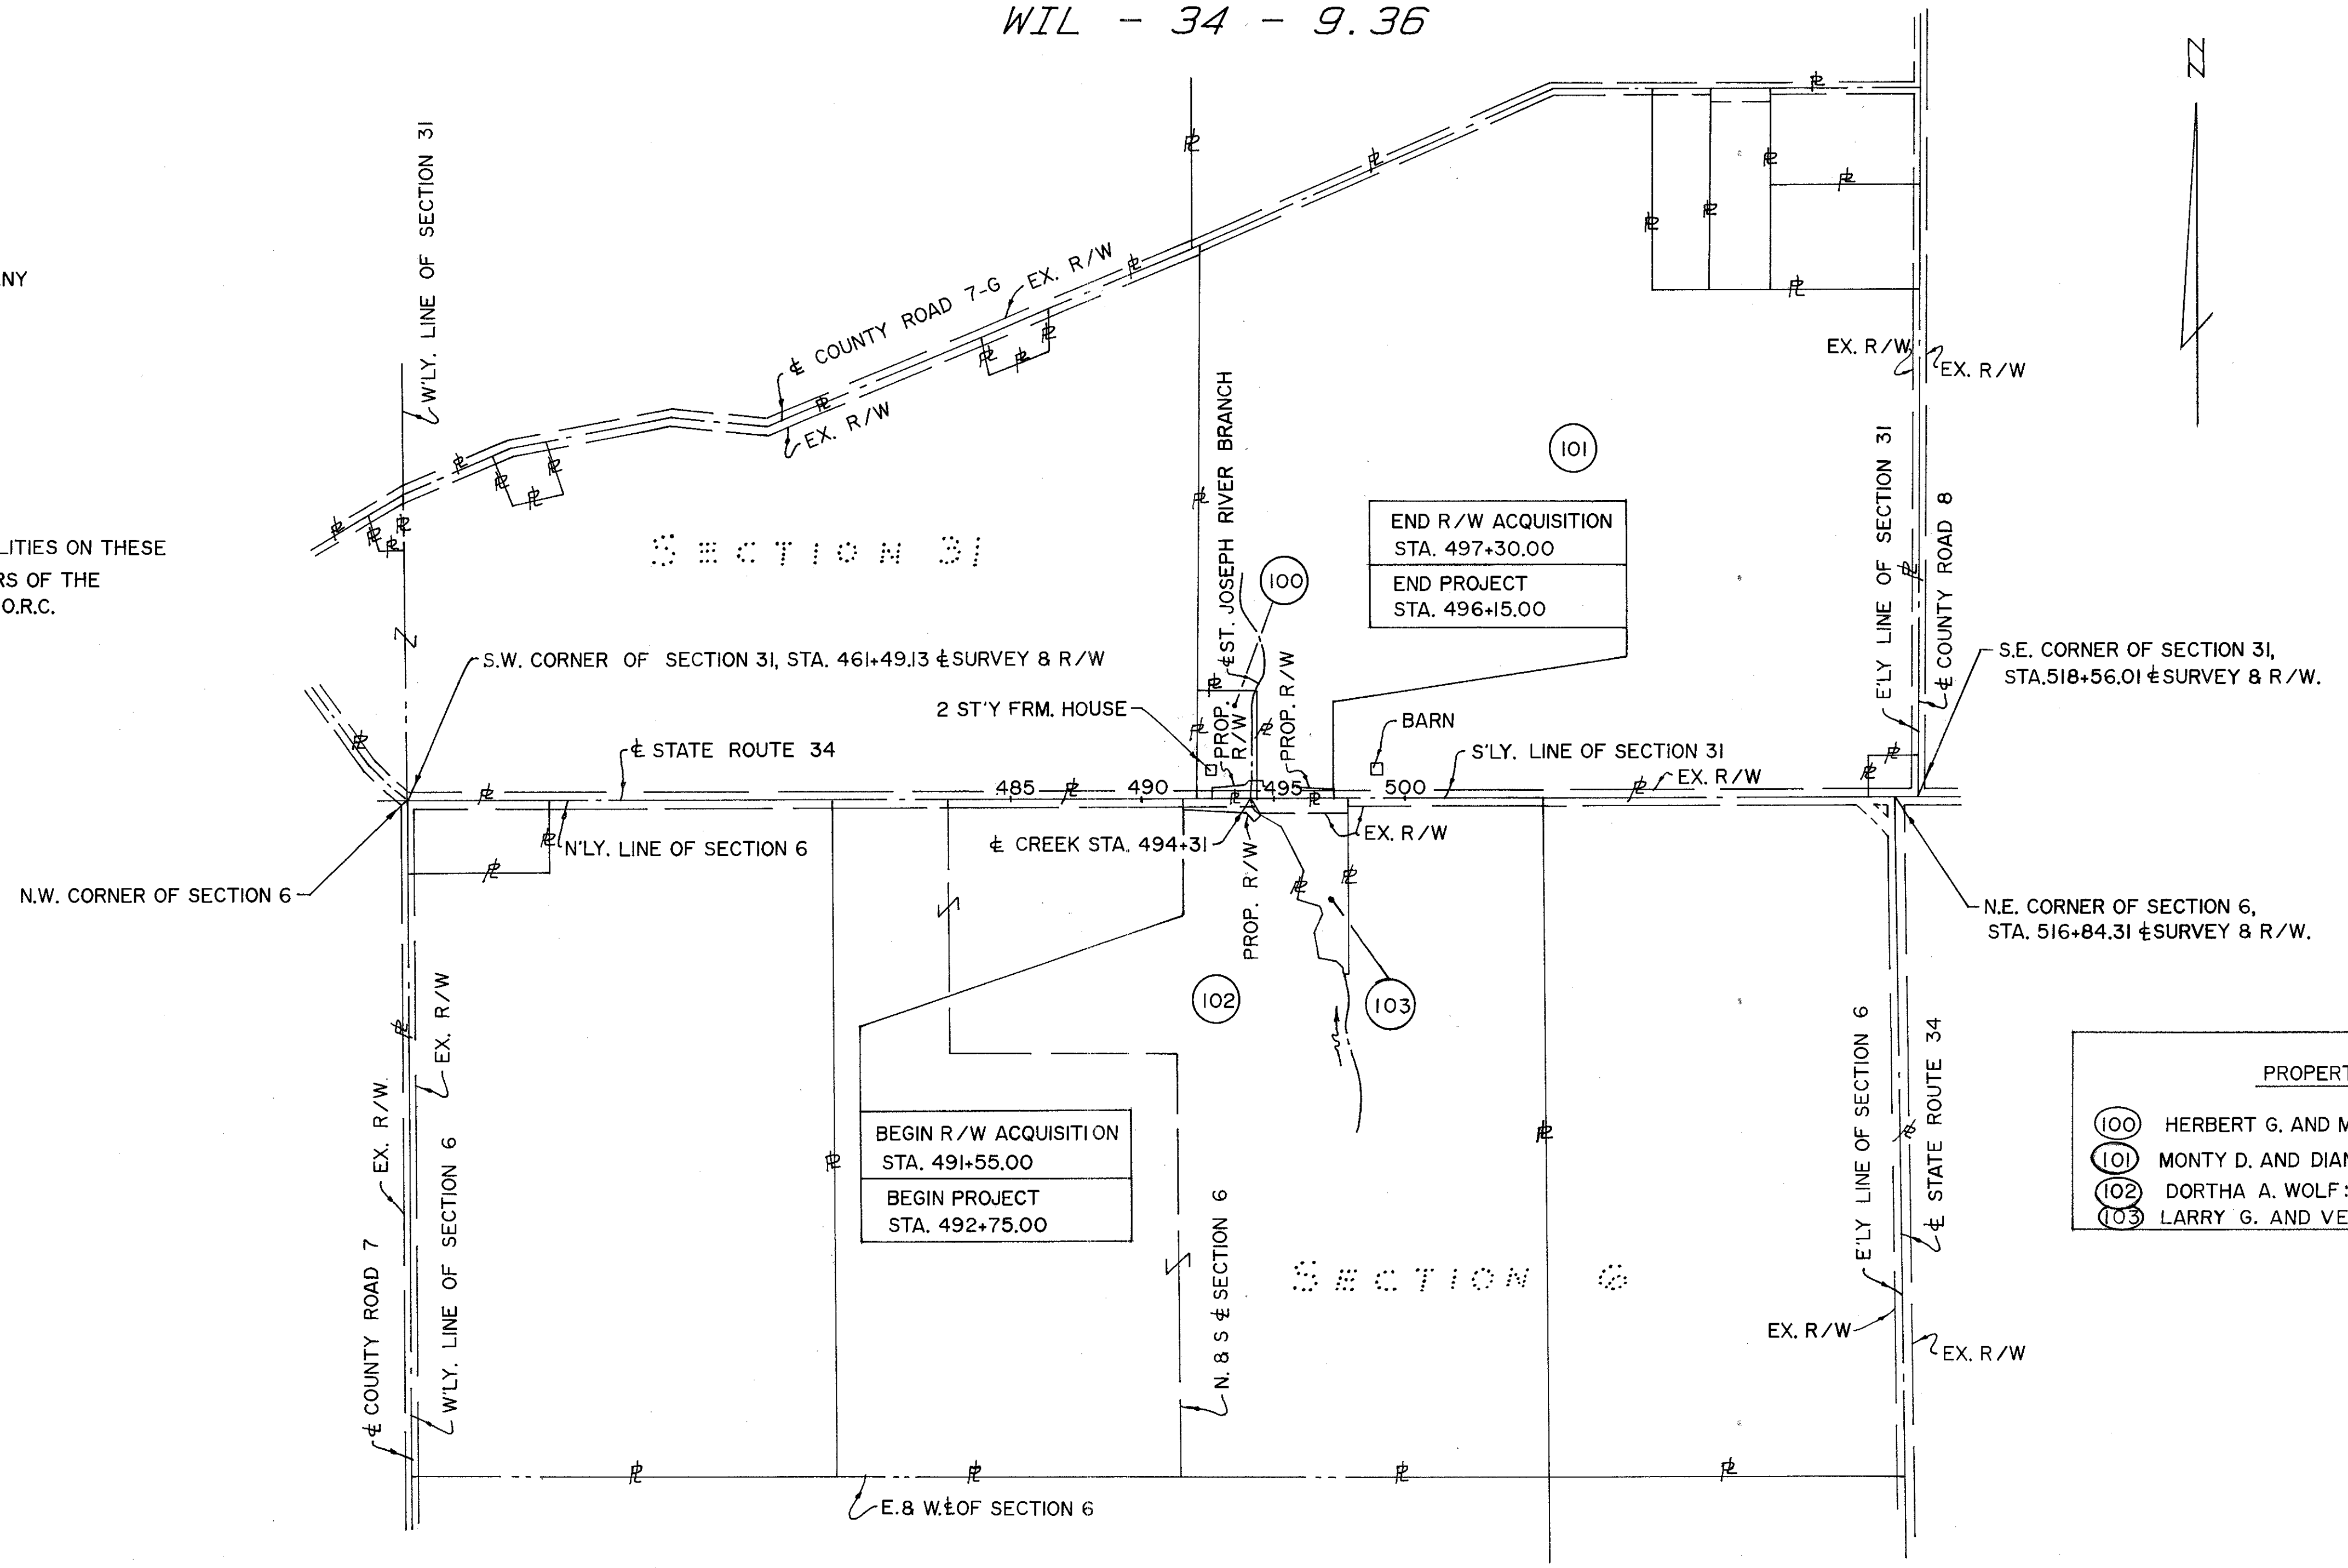 WIL - 34 - 9.36
N
NY
LITIES ON THESE
RS OF THE
O.R.C.
W'LY. LINE OF SECTION 31
℄ COUNTY ROAD 7-G
EX. R/W
EX. R/W
SECTION 31
℄ ST. JOSEPH RIVER BRANCH
100
101
END R/W ACQUISITION
STA. 497+30.00
END PROJECT
STA. 496+15.00
EX. R/W
EX. R/W
E'LY LINE OF SECTION 31
℄ COUNTY ROAD 8
S.W. CORNER OF SECTION 31, STA. 461+49.13 ℄ SURVEY & R/W
S.E. CORNER OF SECTION 31,
STA. 518+56.01 ℄ SURVEY & R/W.
2 ST'Y FRM. HOUSE
PROP. R/W
PROP. R/W
BARN
℄ STATE ROUTE 34
S'LY. LINE OF SECTION 31
EX. R/W
485
490
495
500
N'LY. LINE OF SECTION 6
℄ CREEK STA. 494+31
EX. R/W
PROP. R/W
N.W. CORNER OF SECTION 6
N.E. CORNER OF SECTION 6,
STA. 516+84.31 ℄ SURVEY & R/W.
102
103
EX. R/W
EX. R/W.
℄ COUNTY ROAD 7
W'LY. LINE OF SECTION 6
BEGIN R/W ACQUISITION
STA. 491+55.00
BEGIN PROJECT
STA. 492+75.00
N. & S ℄ SECTION 6
SECTION 6
E'LY LINE OF SECTION 6
℄ STATE ROUTE 34
EX. R/W
EX. R/W
E. & W. ℄ OF SECTION 6
PROPERT
100 HERBERT G. AND M
101 MONTY D. AND DIAN
102 DORTHA A. WOLF:
103 LARRY G. AND VE